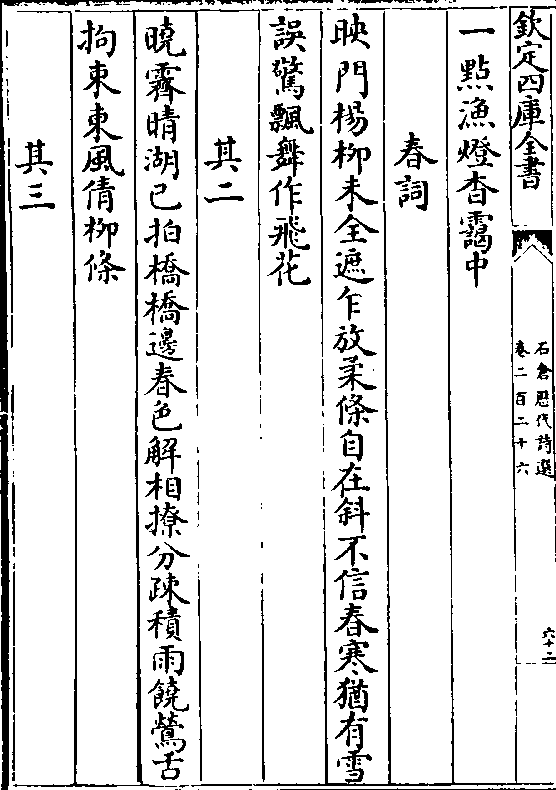 欽定四庫全書
石倉歷代詩選
卷二百二十六
六十二
一點漁燈杳靄中
春詞
映門楊柳未全遮乍放柔條自在斜不信春寒猶有雪
誤驚飄舞作飛花
其二
曉霽晴湖已拍橋橋邊春色解相撩分疎積雨饒鶯舌
拘束東風倩柳條
其三